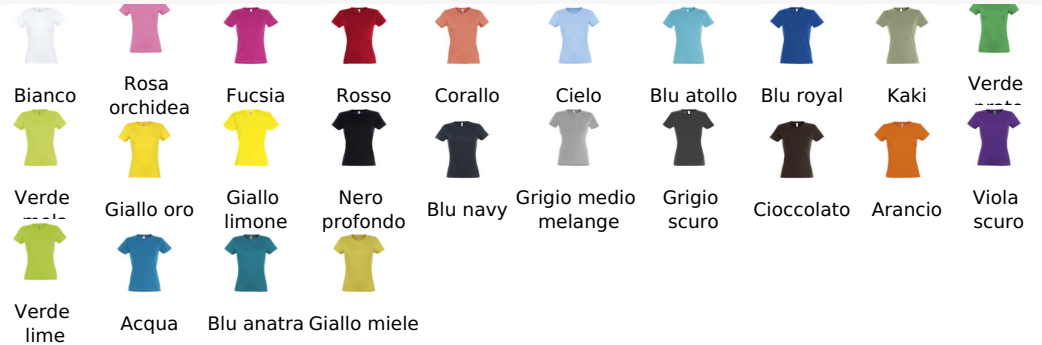 Bianco
Rosa
orchidea
Fucsia
Rosso
Corallo
Cielo
Blu atollo
Blu royal
Kaki
Verde
Verde
Giallo oro
Giallo
limone
Nero
profondo
Blu navy
Grigio medio
melange
Grigio
scuro
Cioccolato
Arancio
Viola
scuro
Verde
lime
Acqua
Blu anatra
Giallo miele